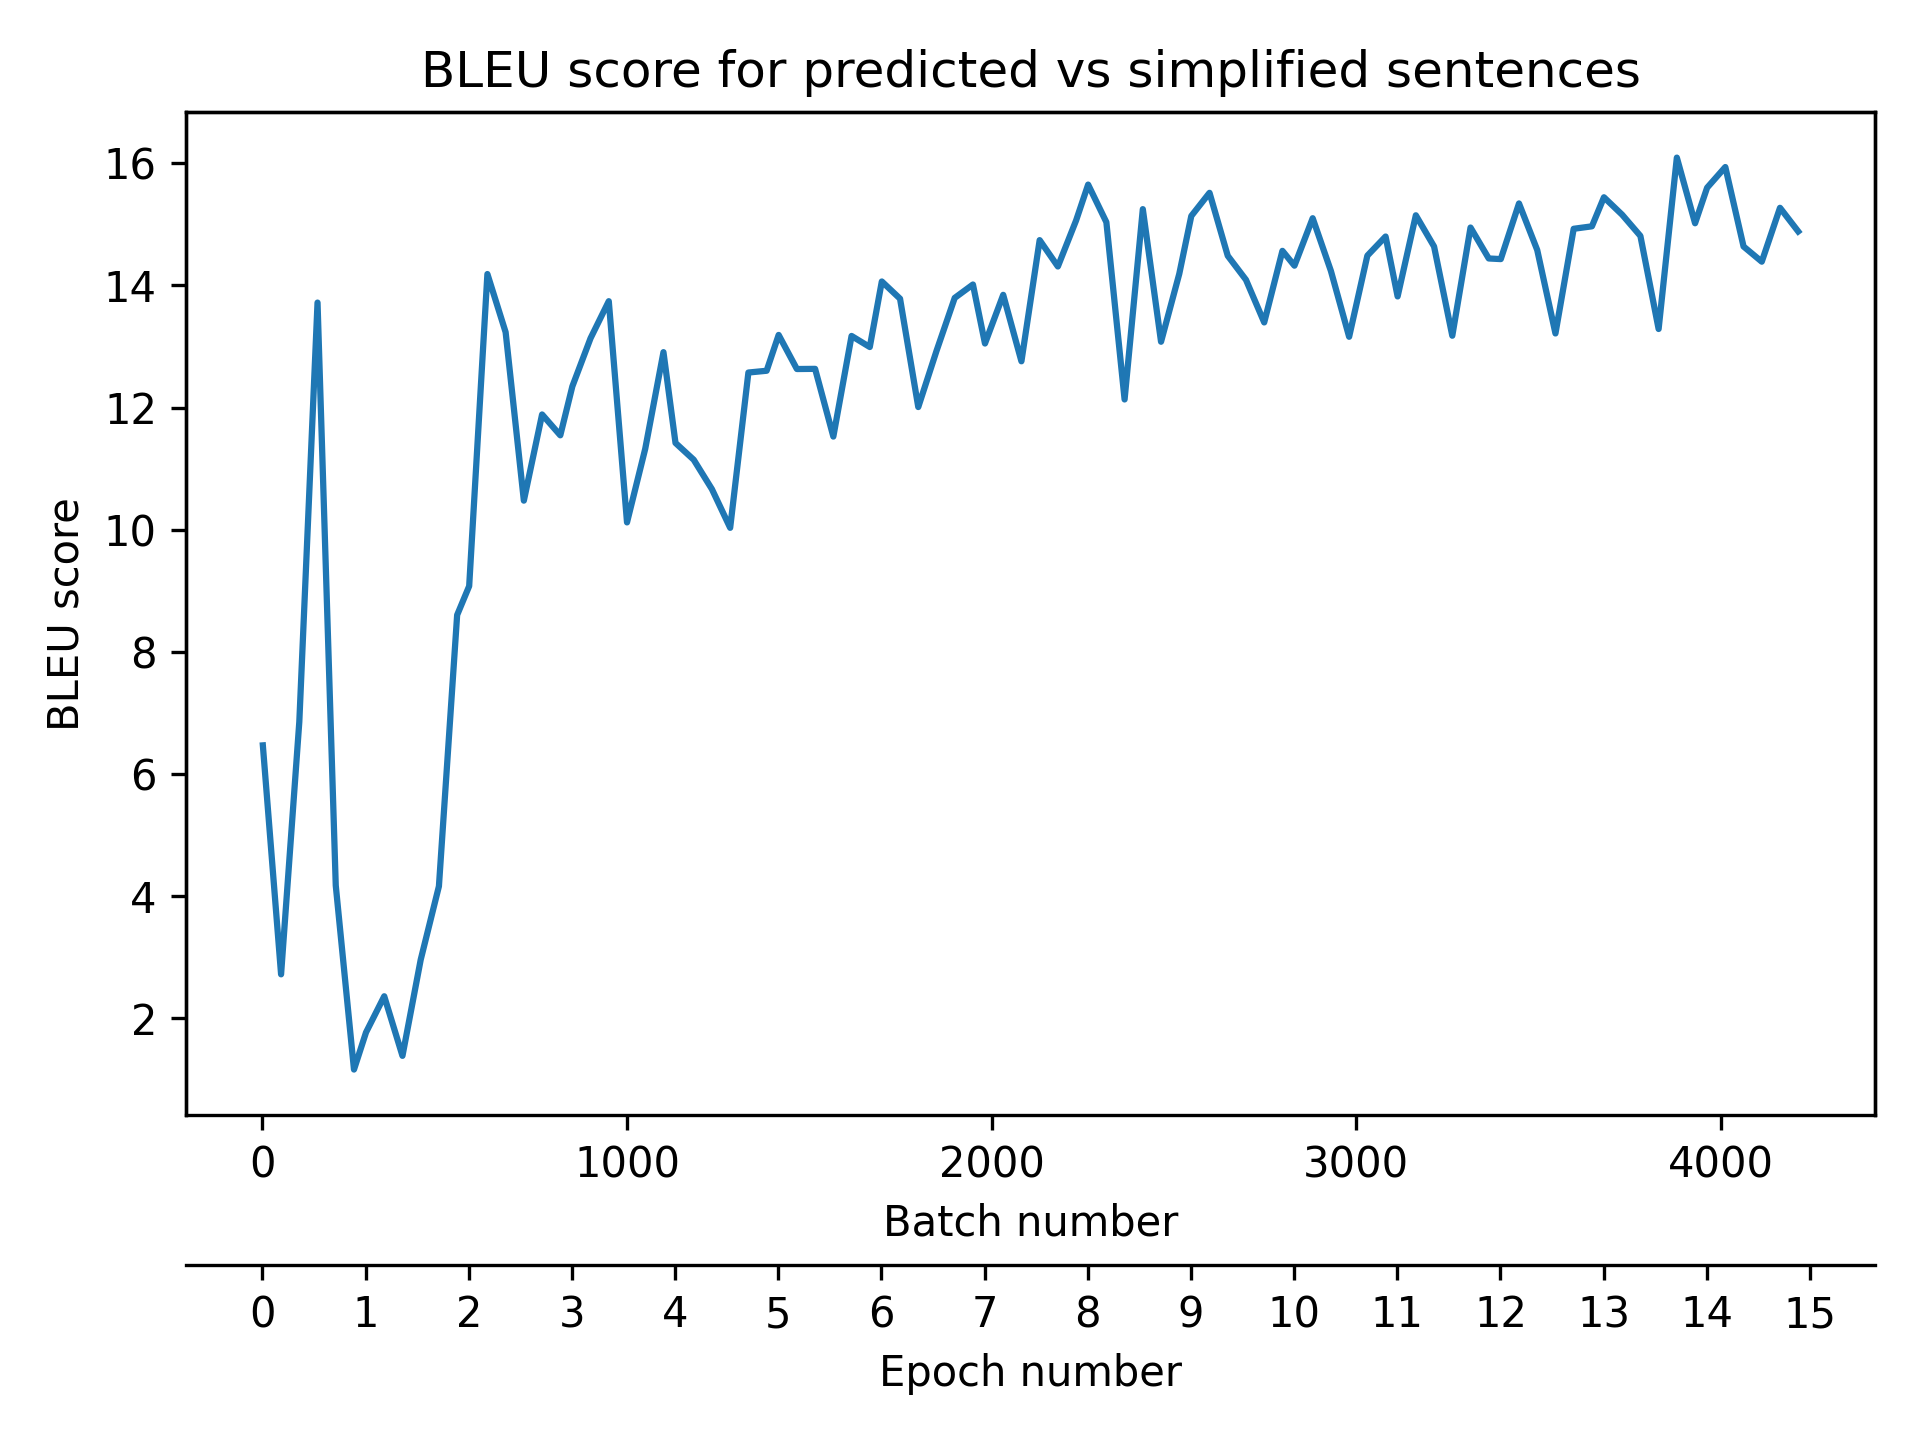 BLEU score for predicted vs simplified sentences
BLEU score
16
14
12
10
8
6
4
2
0 1000 2000 3000 4000
Batch number
0 1 2 3 4 5 6 7 8 9 10 11 12 13 14 15
Epoch number